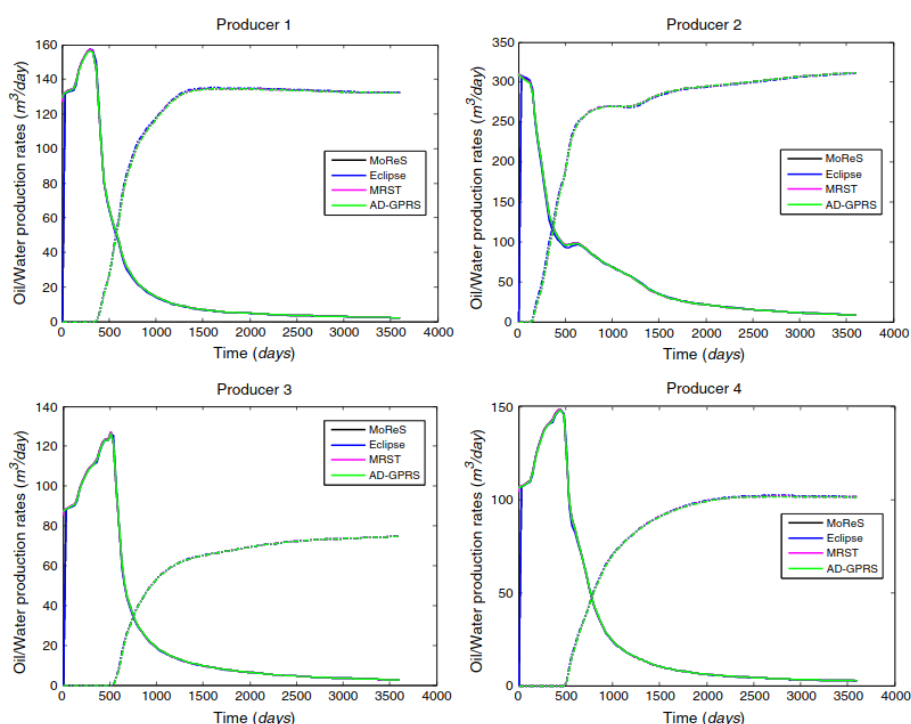 Producer 1
Oil/Water production rates (m³/day)
160
140
120
100
80
60
40
20
0
MoReS
Eclipse
MRST
AD-GPRS
0 500 1000 1500 2000 2500 3000 3500 4000
Time (days)
Producer 2
Oil/Water production rates (m³/day)
350
300
250
200
150
100
50
0
MoReS
Eclipse
MRST
AD-GPRS
0 500 1000 1500 2000 2500 3000 3500 4000
Time (days)
Producer 3
Oil/Water production rates (m³/day)
140
120
100
80
60
40
20
0
MoReS
Eclipse
MRST
AD-GPRS
0 500 1000 1500 2000 2500 3000 3500 4000
Time (days)
Producer 4
Oil/Water production rates (m³/day)
150
100
50
0
MoReS
Eclipse
MRST
AD-GPRS
0 500 1000 1500 2000 2500 3000 3500 4000
Time (days)